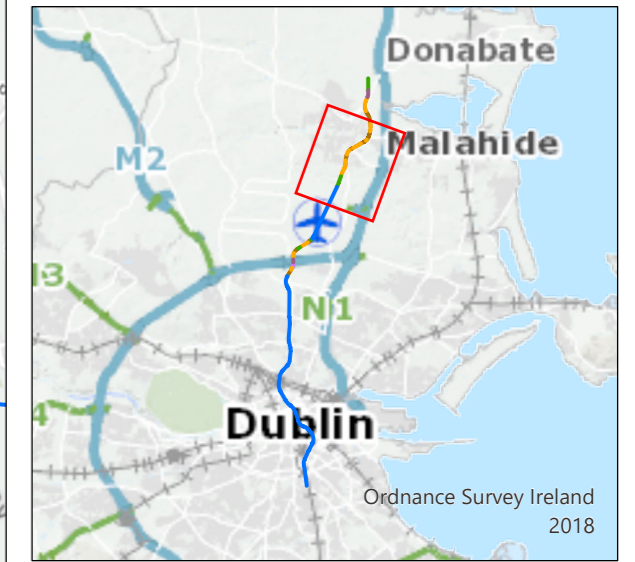 Donabate
Malahide
M2
N1
Dublin
Ordnance Survey Ireland
2018